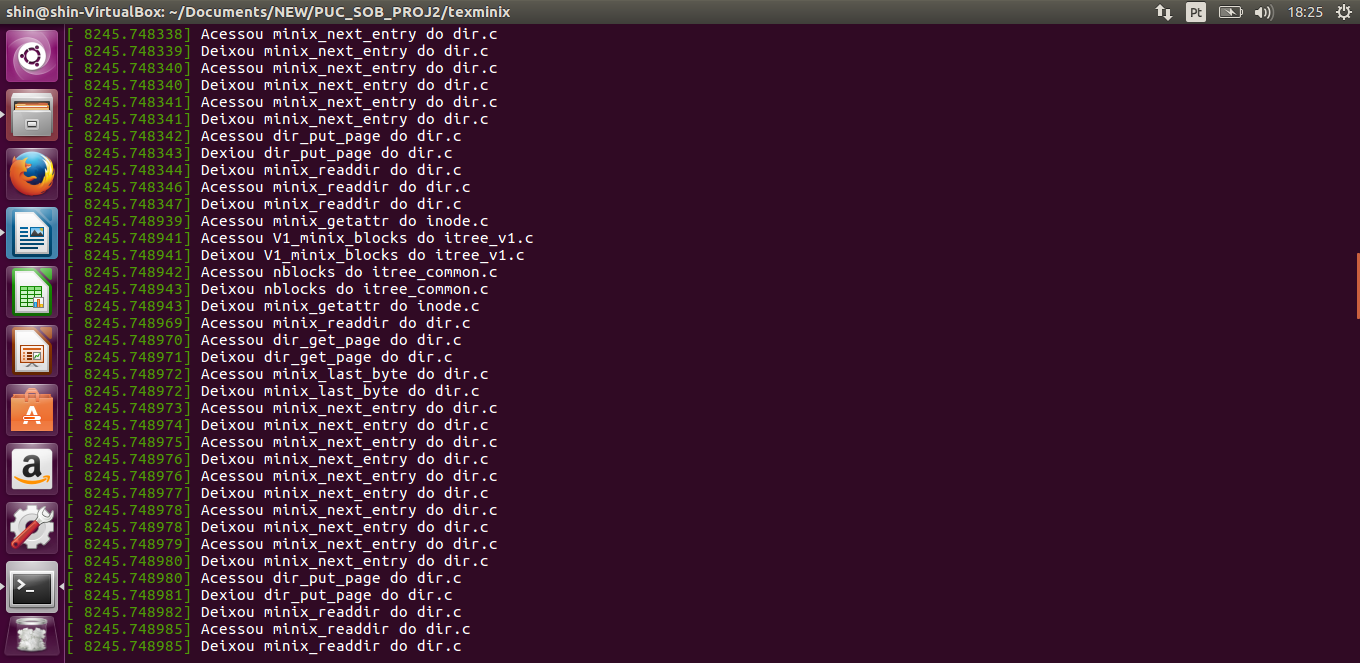 shin@shin-VirtualBox: ~/Documents/NEW/PUC_SOB_PROJ2/texminix Pt 18:25
[ 8245.748338] Acessou minix_next_entry do dir.c
[ 8245.748339] Deixou minix_next_entry do dir.c
[ 8245.748340] Acessou minix_next_entry do dir.c
[ 8245.748340] Deixou minix_next_entry do dir.c
[ 8245.748341] Acessou minix_next_entry do dir.c
[ 8245.748341] Deixou minix_next_entry do dir.c
[ 8245.748342] Acessou dir_put_page do dir.c
[ 8245.748343] Dexiou dir_put_page do dir.c
[ 8245.748344] Deixou minix_readdir do dir.c
[ 8245.748346] Acessou minix_readdir do dir.c
[ 8245.748347] Deixou minix_readdir do dir.c
[ 8245.748939] Acessou minix_getattr do inode.c
[ 8245.748941] Acessou V1_minix_blocks do itree_v1.c
[ 8245.748941] Deixou V1_minix_blocks do itree_v1.c
[ 8245.748942] Acessou nblocks do itree_common.c
[ 8245.748943] Deixou nblocks do itree_common.c
[ 8245.748943] Deixou minix_getattr do inode.c
[ 8245.748969] Acessou minix_readdir do dir.c
[ 8245.748970] Acessou dir_get_page do dir.c
[ 8245.748971] Deixou dir_get_page do dir.c
[ 8245.748972] Acessou minix_last_byte do dir.c
[ 8245.748972] Deixou minix_last_byte do dir.c
[ 8245.748973] Acessou minix_next_entry do dir.c
[ 8245.748974] Deixou minix_next_entry do dir.c
[ 8245.748975] Acessou minix_next_entry do dir.c
[ 8245.748976] Deixou minix_next_entry do dir.c
[ 8245.748976] Acessou minix_next_entry do dir.c
[ 8245.748977] Deixou minix_next_entry do dir.c
[ 8245.748978] Acessou minix_next_entry do dir.c
[ 8245.748978] Deixou minix_next_entry do dir.c
[ 8245.748979] Acessou minix_next_entry do dir.c
[ 8245.748980] Deixou minix_next_entry do dir.c
[ 8245.748980] Acessou dir_put_page do dir.c
[ 8245.748981] Dexiou dir_put_page do dir.c
[ 8245.748982] Deixou minix_readdir do dir.c
[ 8245.748985] Acessou minix_readdir do dir.c
[ 8245.748985] Deixou minix_readdir do dir.c